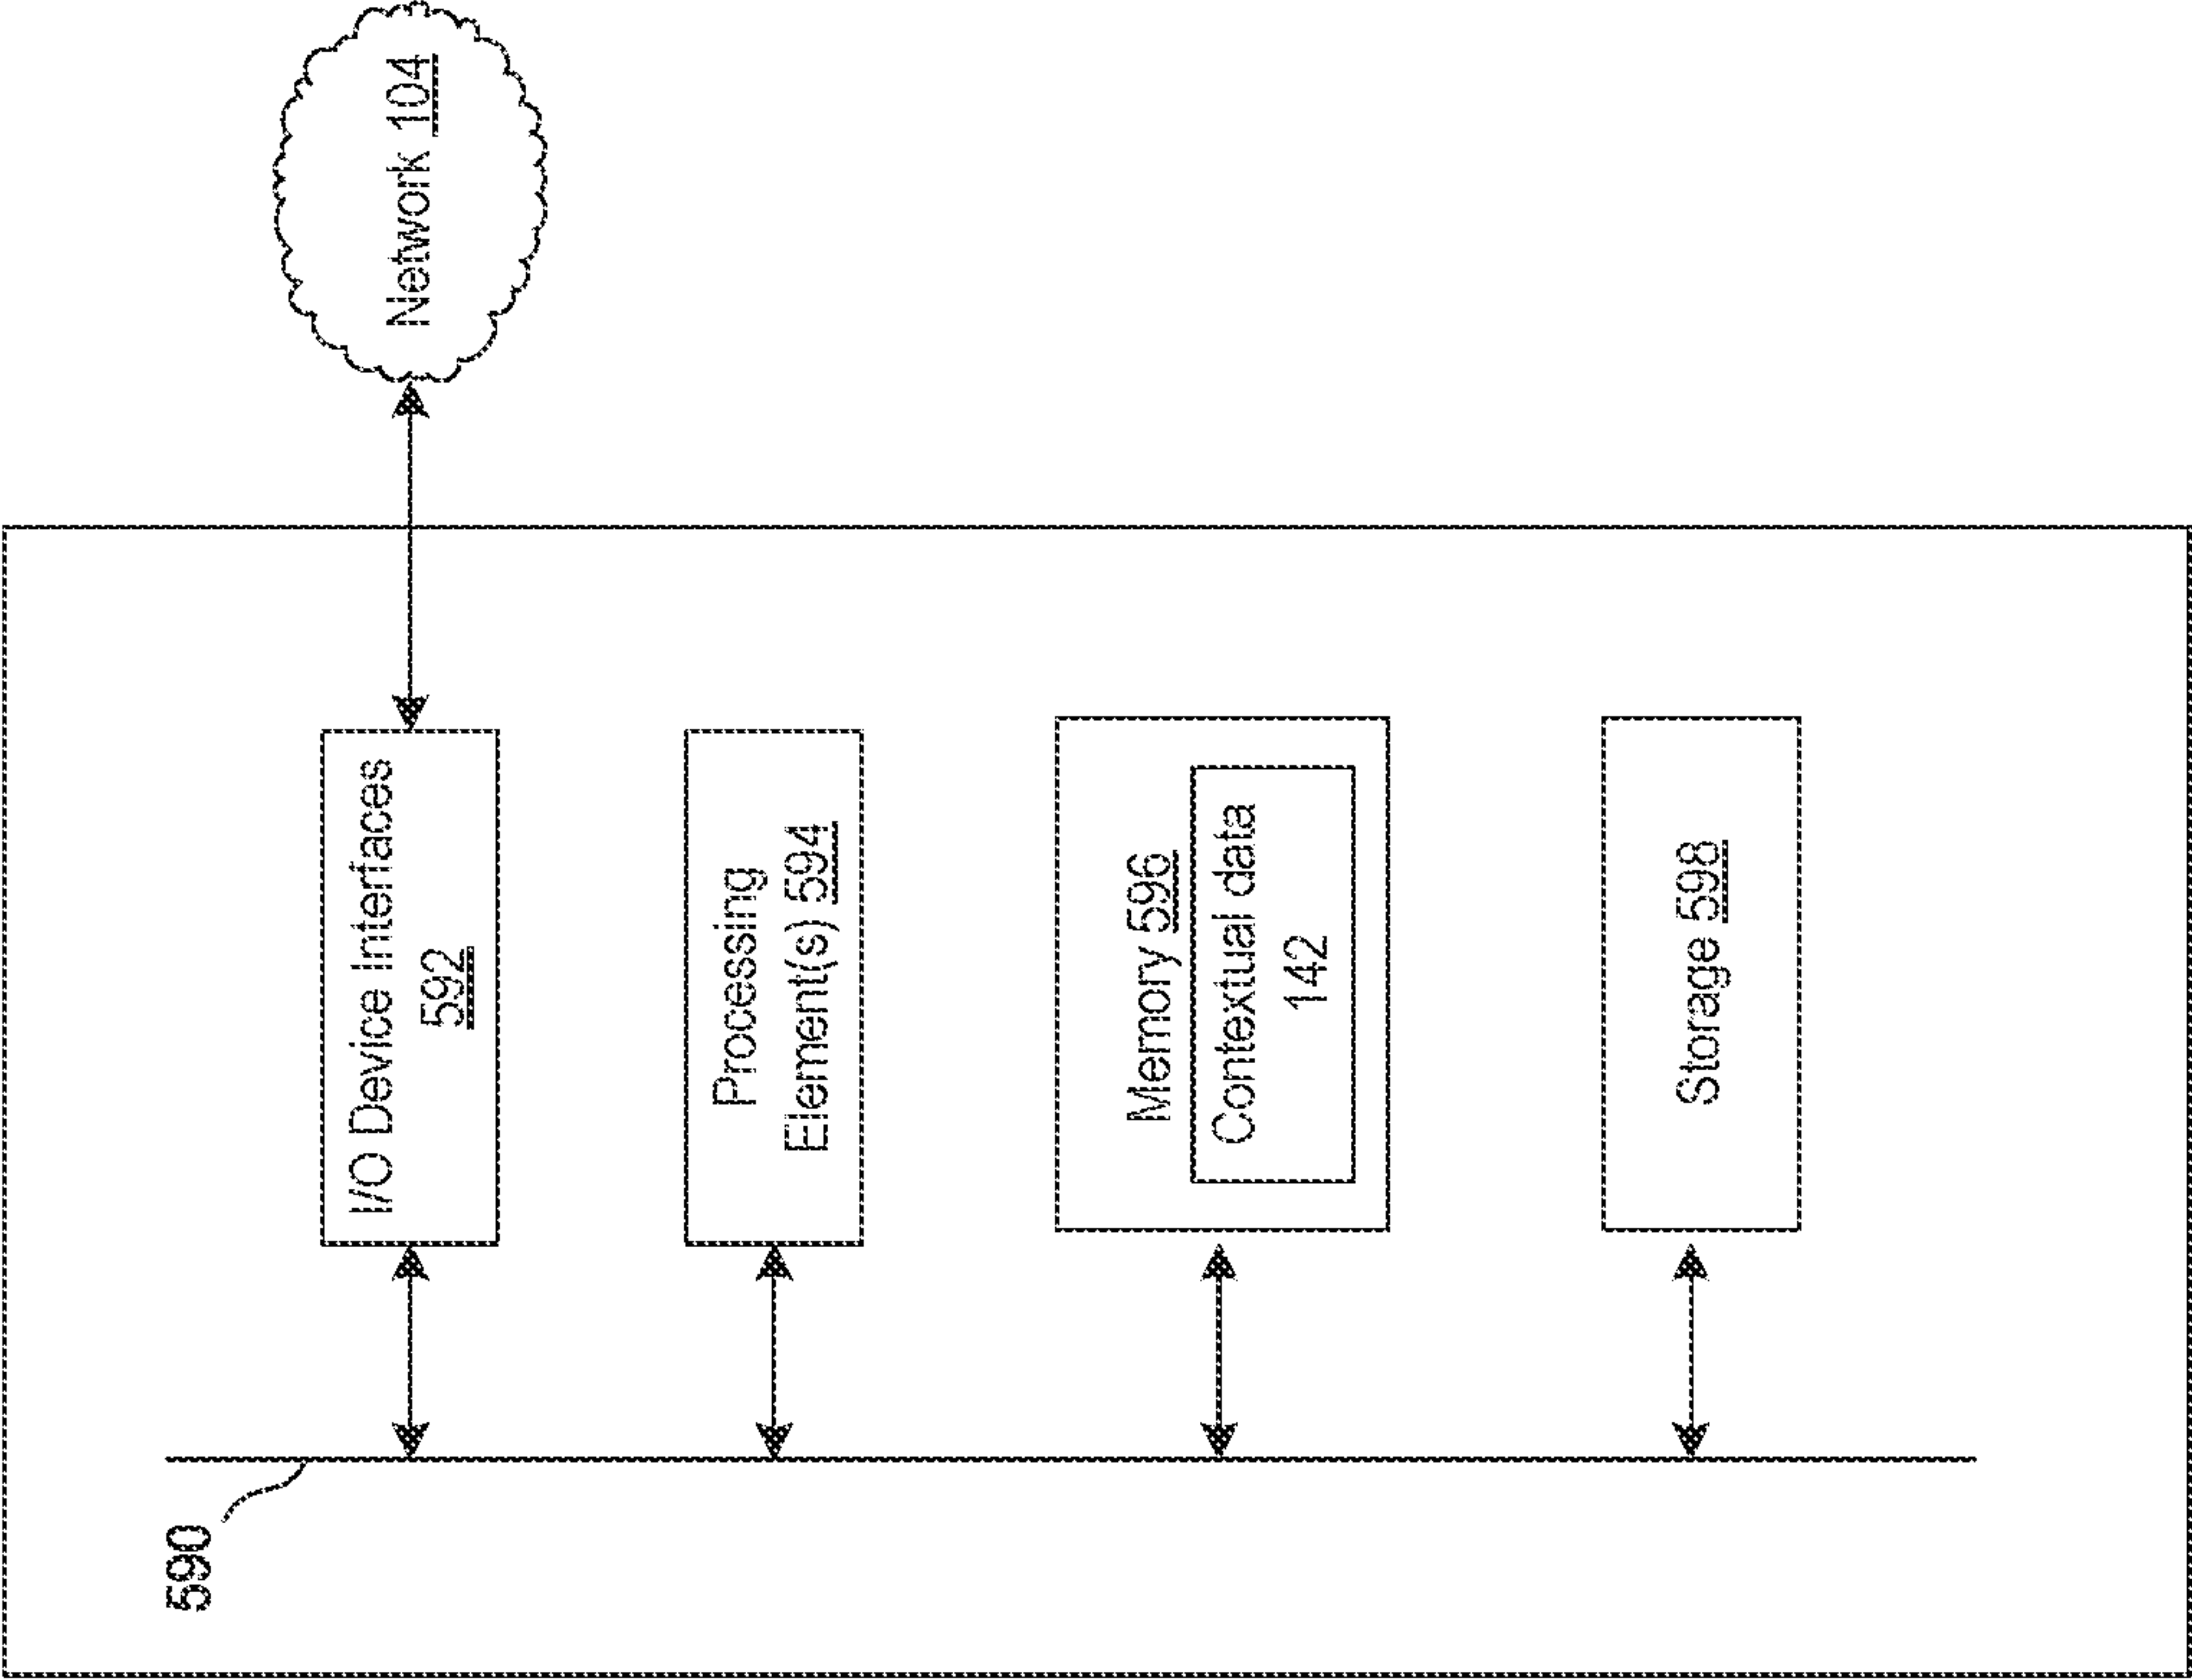 590
I/O Device Interfaces
592
Network 104
Processing
Element(s) 594
Memory 596
Contextual data
142
Storage 598